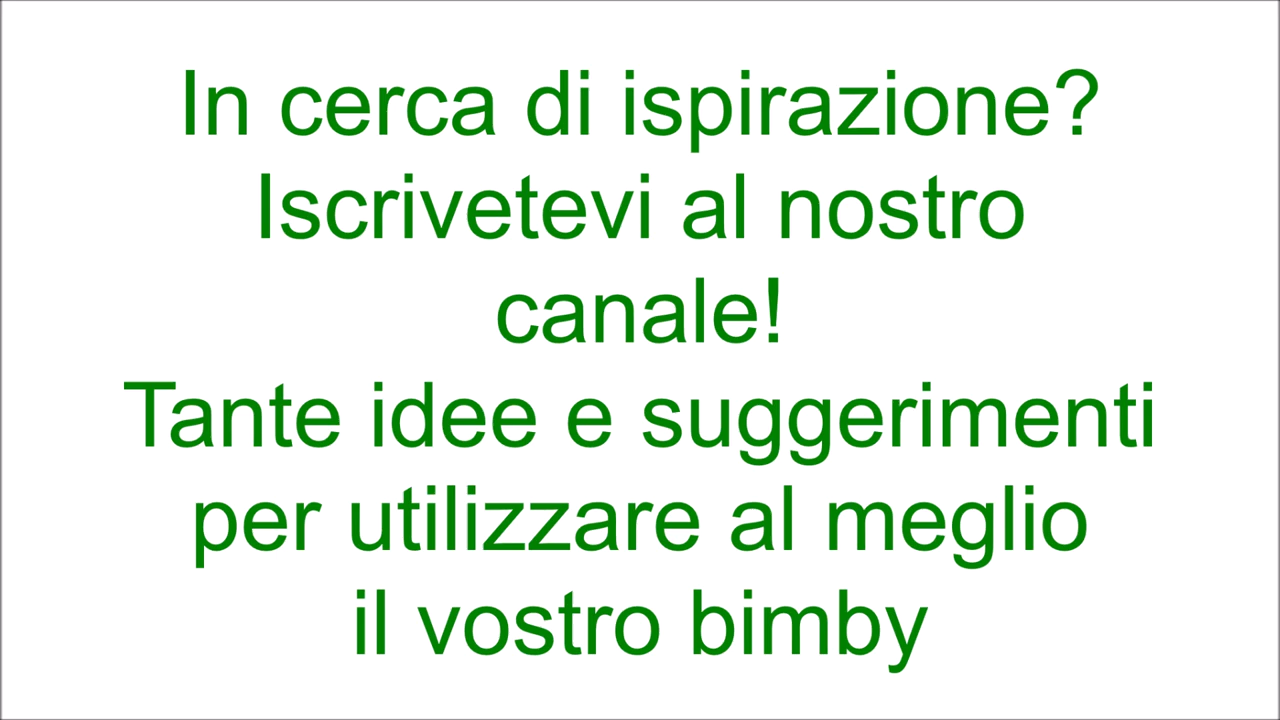 In cerca di ispirazione?
Iscrivetevi al nostro
canale!
Tante idee e suggerimenti
per utilizzare al meglio
il vostro bimby